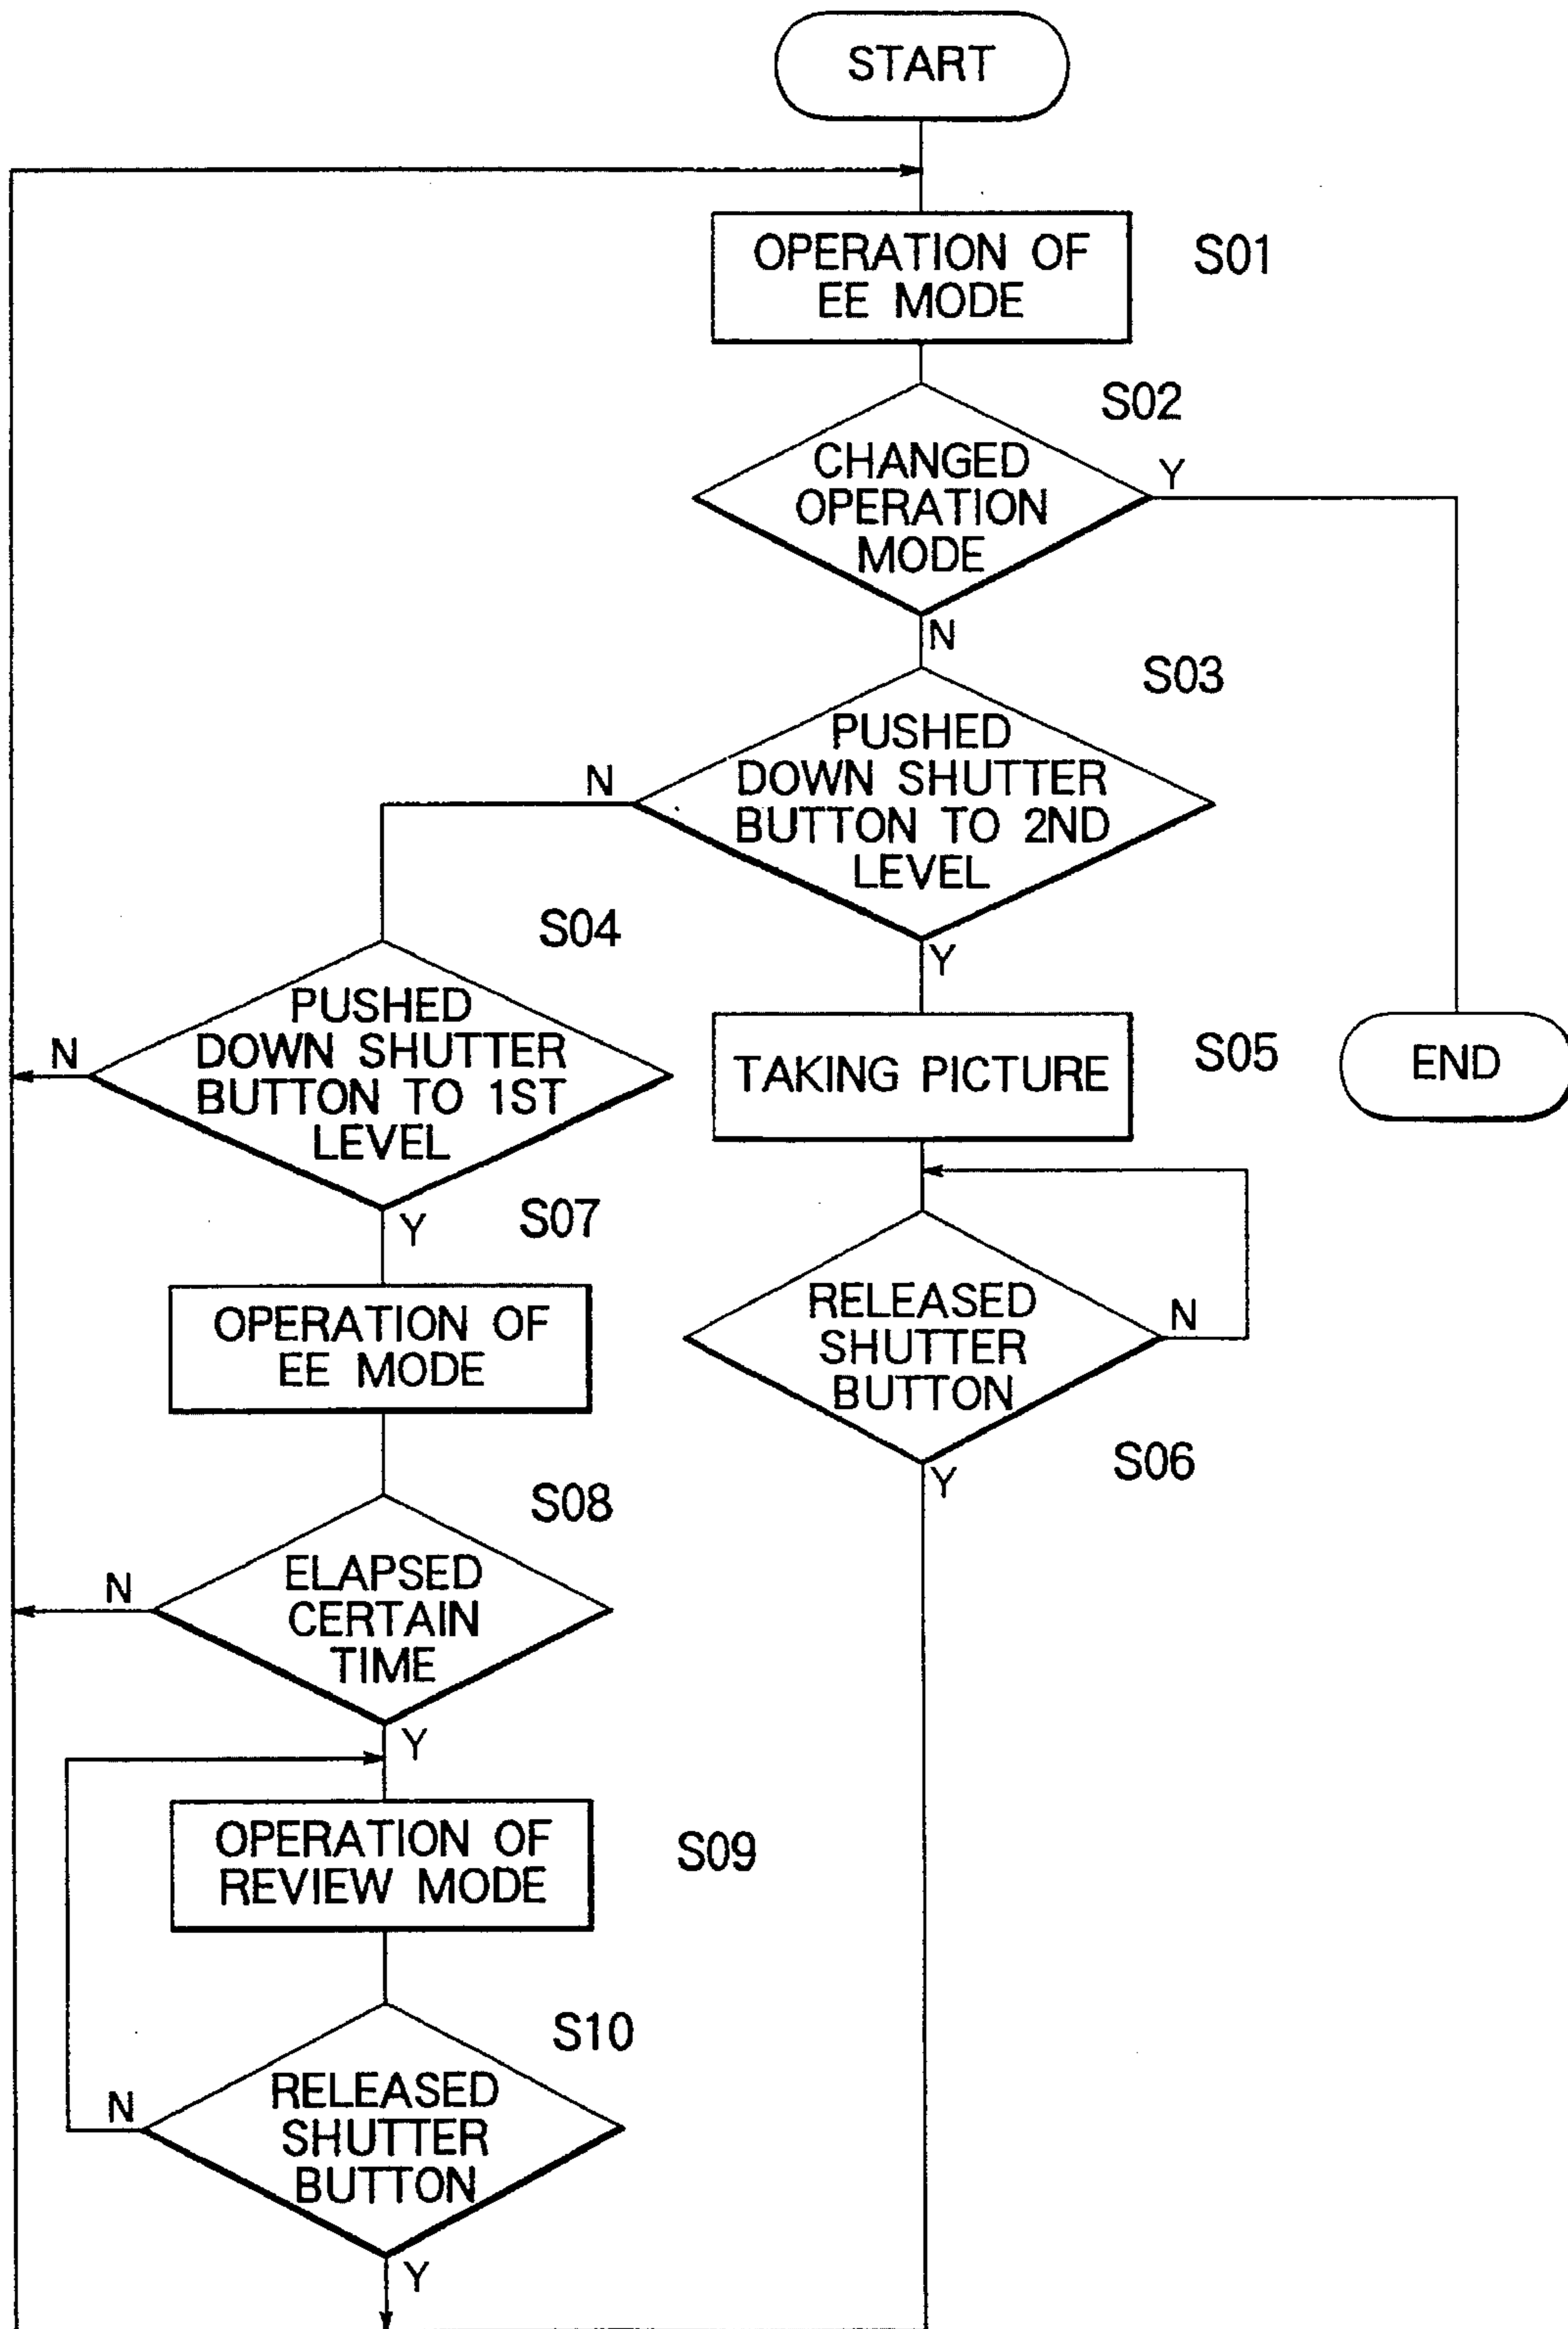 START
OPERATION OF
EE MODE
S01
S02
CHANGED
OPERATION
MODE
Y
N
S03
PUSHED
DOWN SHUTTER
BUTTON TO 2ND
LEVEL
N
Y
S04
PUSHED
DOWN SHUTTER
BUTTON TO 1ST
LEVEL
N
Y
TAKING PICTURE
S05
END
S07
OPERATION OF
EE MODE
RELEASED
SHUTTER
BUTTON
N
Y
S06
S08
ELAPSED
CERTAIN
TIME
N
Y
OPERATION OF
REVIEW MODE
S09
S10
RELEASED
SHUTTER
BUTTON
N
Y